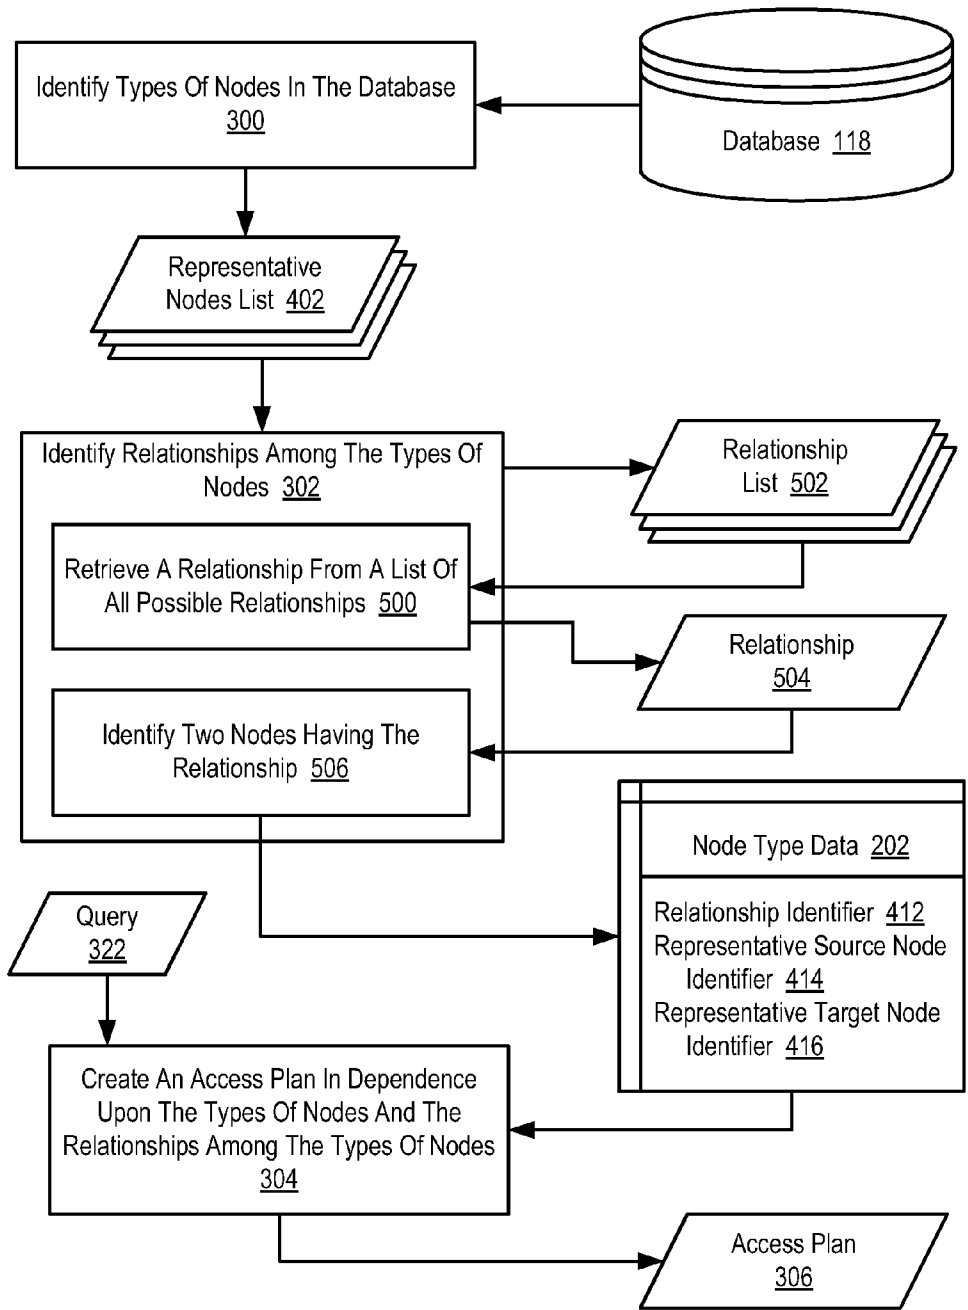 Identify Types Of Nodes In The Database
300
Database 118
Representative
Nodes List 402
Identify Relationships Among The Types Of
Nodes 302
Relationship
List 502
Retrieve A Relationship From A List Of
All Possible Relationships 500
Relationship
504
Identify Two Nodes Having The
Relationship 506
Node Type Data 202
Relationship Identifier 412
Representative Source Node
Identifier 414
Representative Target Node
Identifier 416
Query
322
Create An Access Plan In Dependence
Upon The Types Of Nodes And The
Relationships Among The Types Of Nodes
304
Access Plan
306